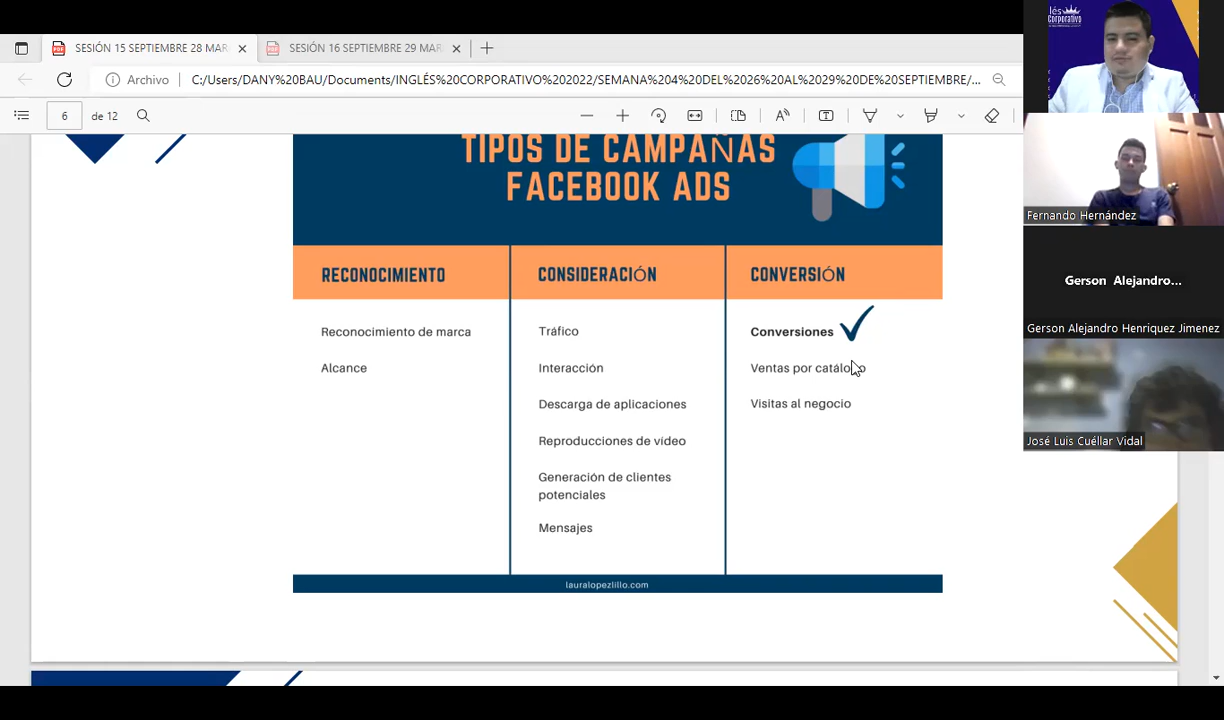 SESIÓN 15 SEPTIEMBRE 28 MAR
SESIÓN 16 SEPTIEMBRE 29 MAR
Archivo
C:/Users/DANY%20BAU/Documents/INGLÉS%20CORPORATIVO%202022/SEMANA%204%20DEL%2026%20AL%2029%20DE%20SEPTIEMBRE/...
6 de 12
TIPOS DE CAMPAÑAS
FACEBOOK ADS
RECONOCIMIENTO
Reconocimiento de marca
Alcance
CONSIDERACIÓN
Tráfico
Interacción
Descarga de aplicaciones
Reproducciones de vídeo
Generación de clientes
potenciales
Mensajes
CONVERSIÓN
Conversiones
Ventas por catálogo
Visitas al negocio
lauralopezlillo.com
lés
Corporativo
Fernando Hernández
Gerson Alejandro...
Gerson Alejandro Henriquez Jimenez
José Luis Cuéllar Vidal